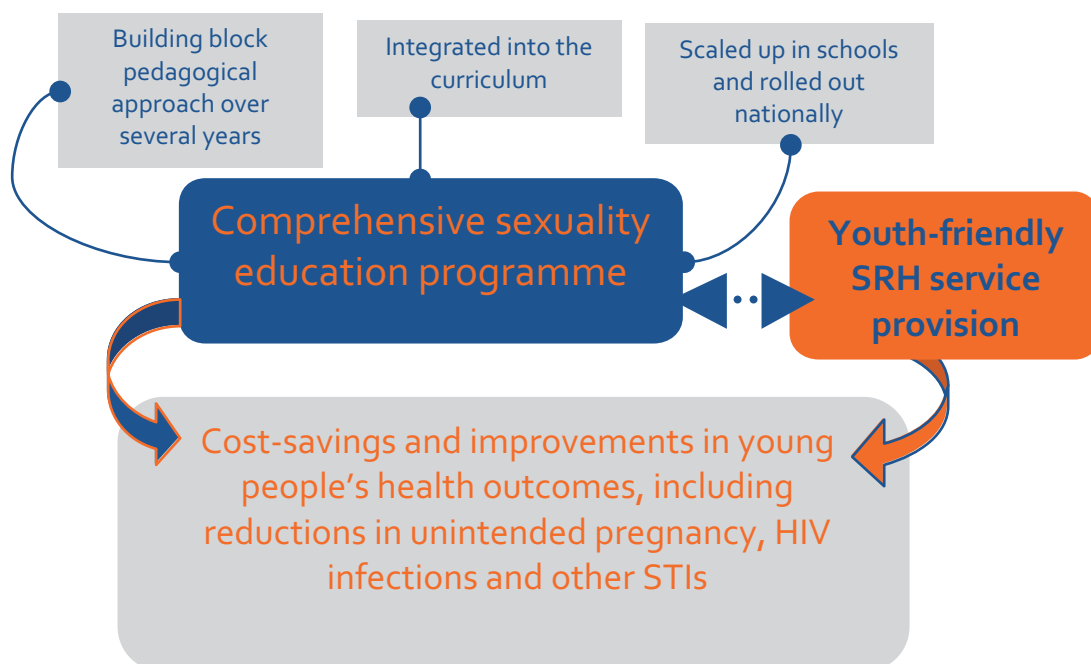 Building block
pedagogical
approach over
several years
Integrated into the
curriculum
Scaled up in schools
and rolled out
nationally
Comprehensive sexuality
education programme
Youth-friendly
SRH service
provision
Cost-savings and improvements in young
people’s health outcomes, including
reductions in unintended pregnancy, HIV
infections and other STIs